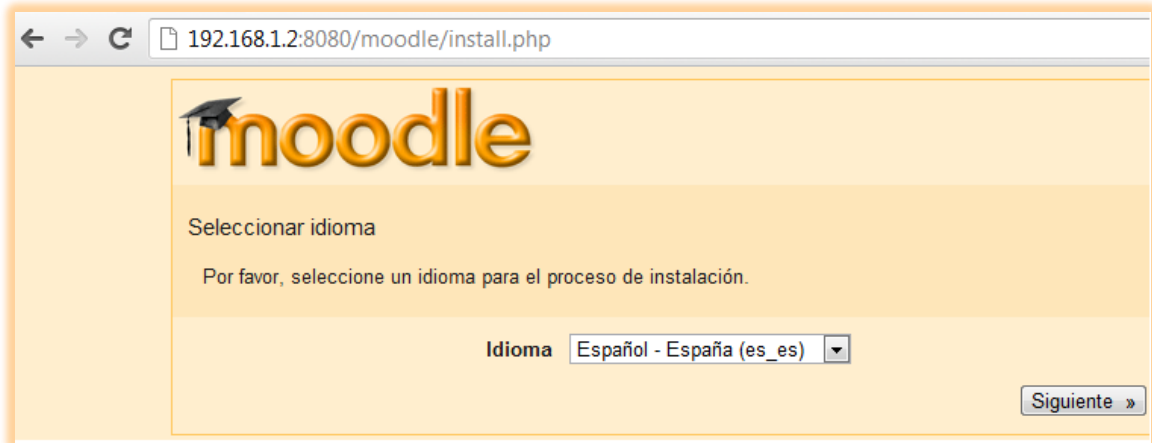 192.168.1.2:8080/moodle/install.php
moodle
Seleccionar idioma
Por favor, seleccione un idioma para el proceso de instalación.
Idioma Español - España (es_es)
Siguiente »